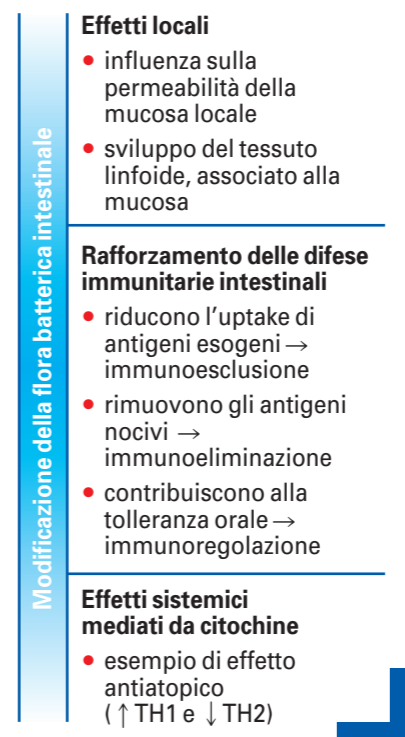 Modificazione della flora batterica intestinale
Effetti locali
• influenza sulla
permeabilità della
mucosa locale
• sviluppo del tessuto
linfoide, associato alla
mucosa
Rafforzamento delle difese
immunitarie intestinali
• riducono l’uptake di
antigeni esogeni →
immunoesclusione
• rimuovono gli antigeni
nocivi →
immunoeliminazione
• contribuiscono alla
tolleranza orale →
immunoregolazione
Effetti sistemici
mediati da citochine
• esempio di effetto
antiatopico
( ↑ TH1 e ↓ TH2)